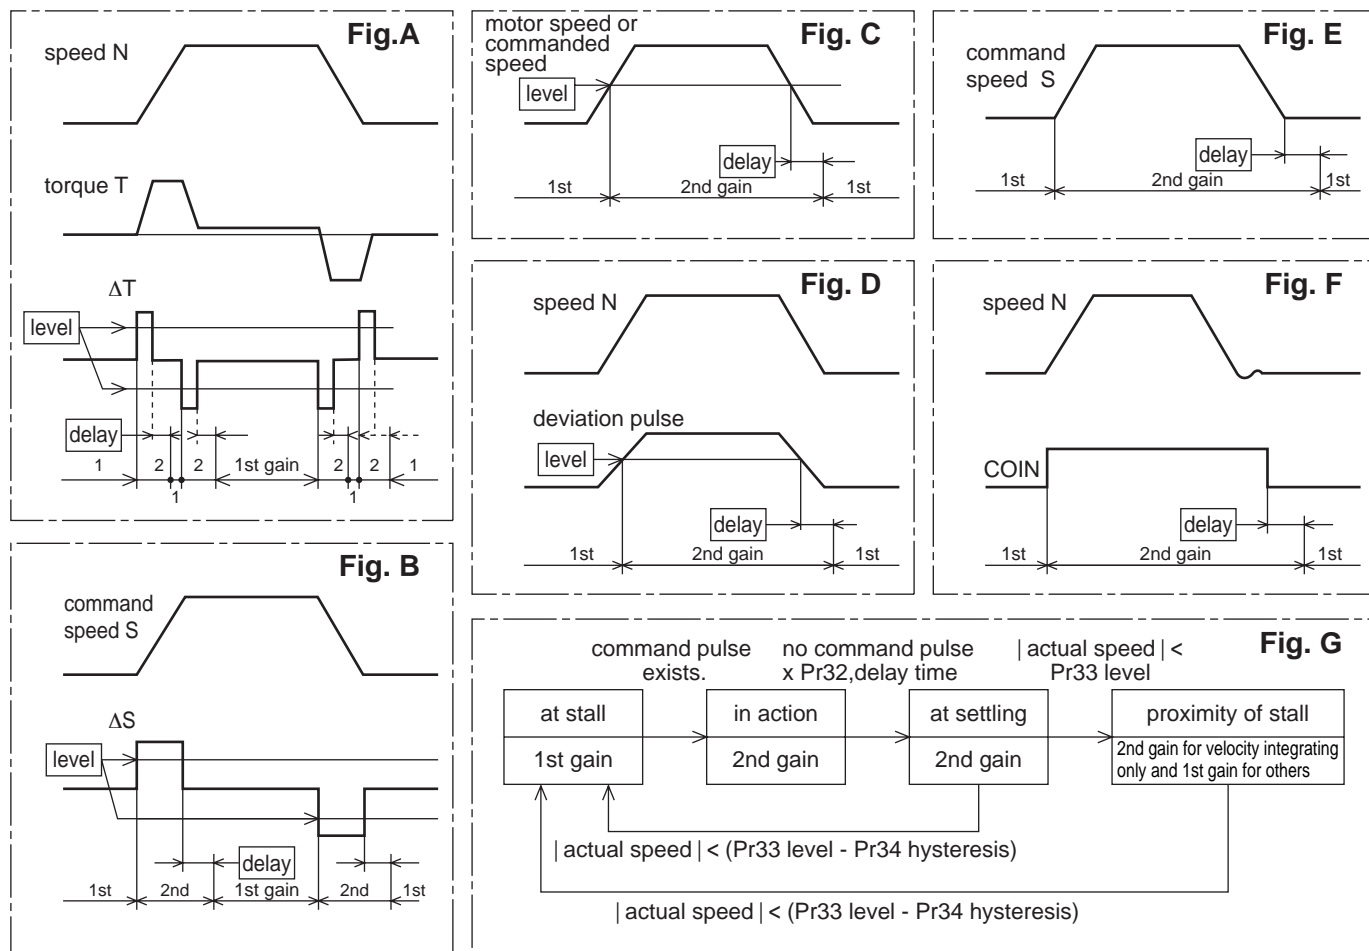 Fig.A
speed N
torque T
ΔT
level
delay
1
2
2
1st gain
2
2
1
1
1
Fig. B
command
speed S
ΔS
level
delay
1st
2nd
1st gain
2nd
1st
Fig. C
motor speed or
commanded
speed
level
delay
1st
2nd gain
1st
Fig. D
speed N
deviation pulse
level
delay
1st
2nd gain
1st
Fig. E
command
speed S
delay
1st
2nd gain
1st
Fig. F
speed N
COIN
delay
1st
2nd gain
1st
Fig. G
command pulse
exists.
no command pulse
x Pr32,delay time
| actual speed | <
Pr33 level
at stall
1st gain
in action
2nd gain
at settling
2nd gain
proximity of stall
2nd gain for velocity integrating
only and 1st gain for others
| actual speed | < (Pr33 level - Pr34 hysteresis)
| actual speed | < (Pr33 level - Pr34 hysteresis)